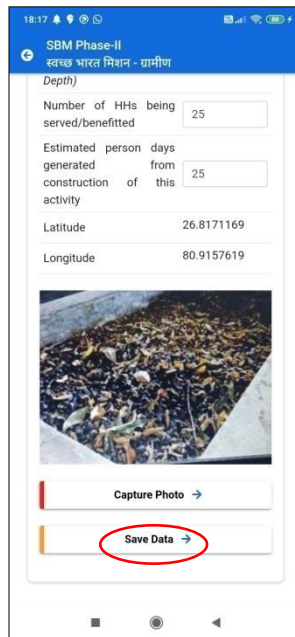 18:17
88
SBM Phase-II
स्वच्छ भारत मिशन - ग्रामीण
Depth)
Number of HHs being
served/benefitted
25
Estimated person days
generated from
construction of this
activity
25
Latitude 26.8171169
Longitude 80.9157619
Capture Photo →
Save Data →